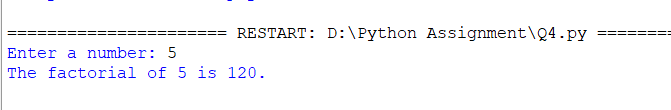 ====================== RESTART: D:\Python Assignment\Q4.py ========
Enter a number: 5
The factorial of 5 is 120.